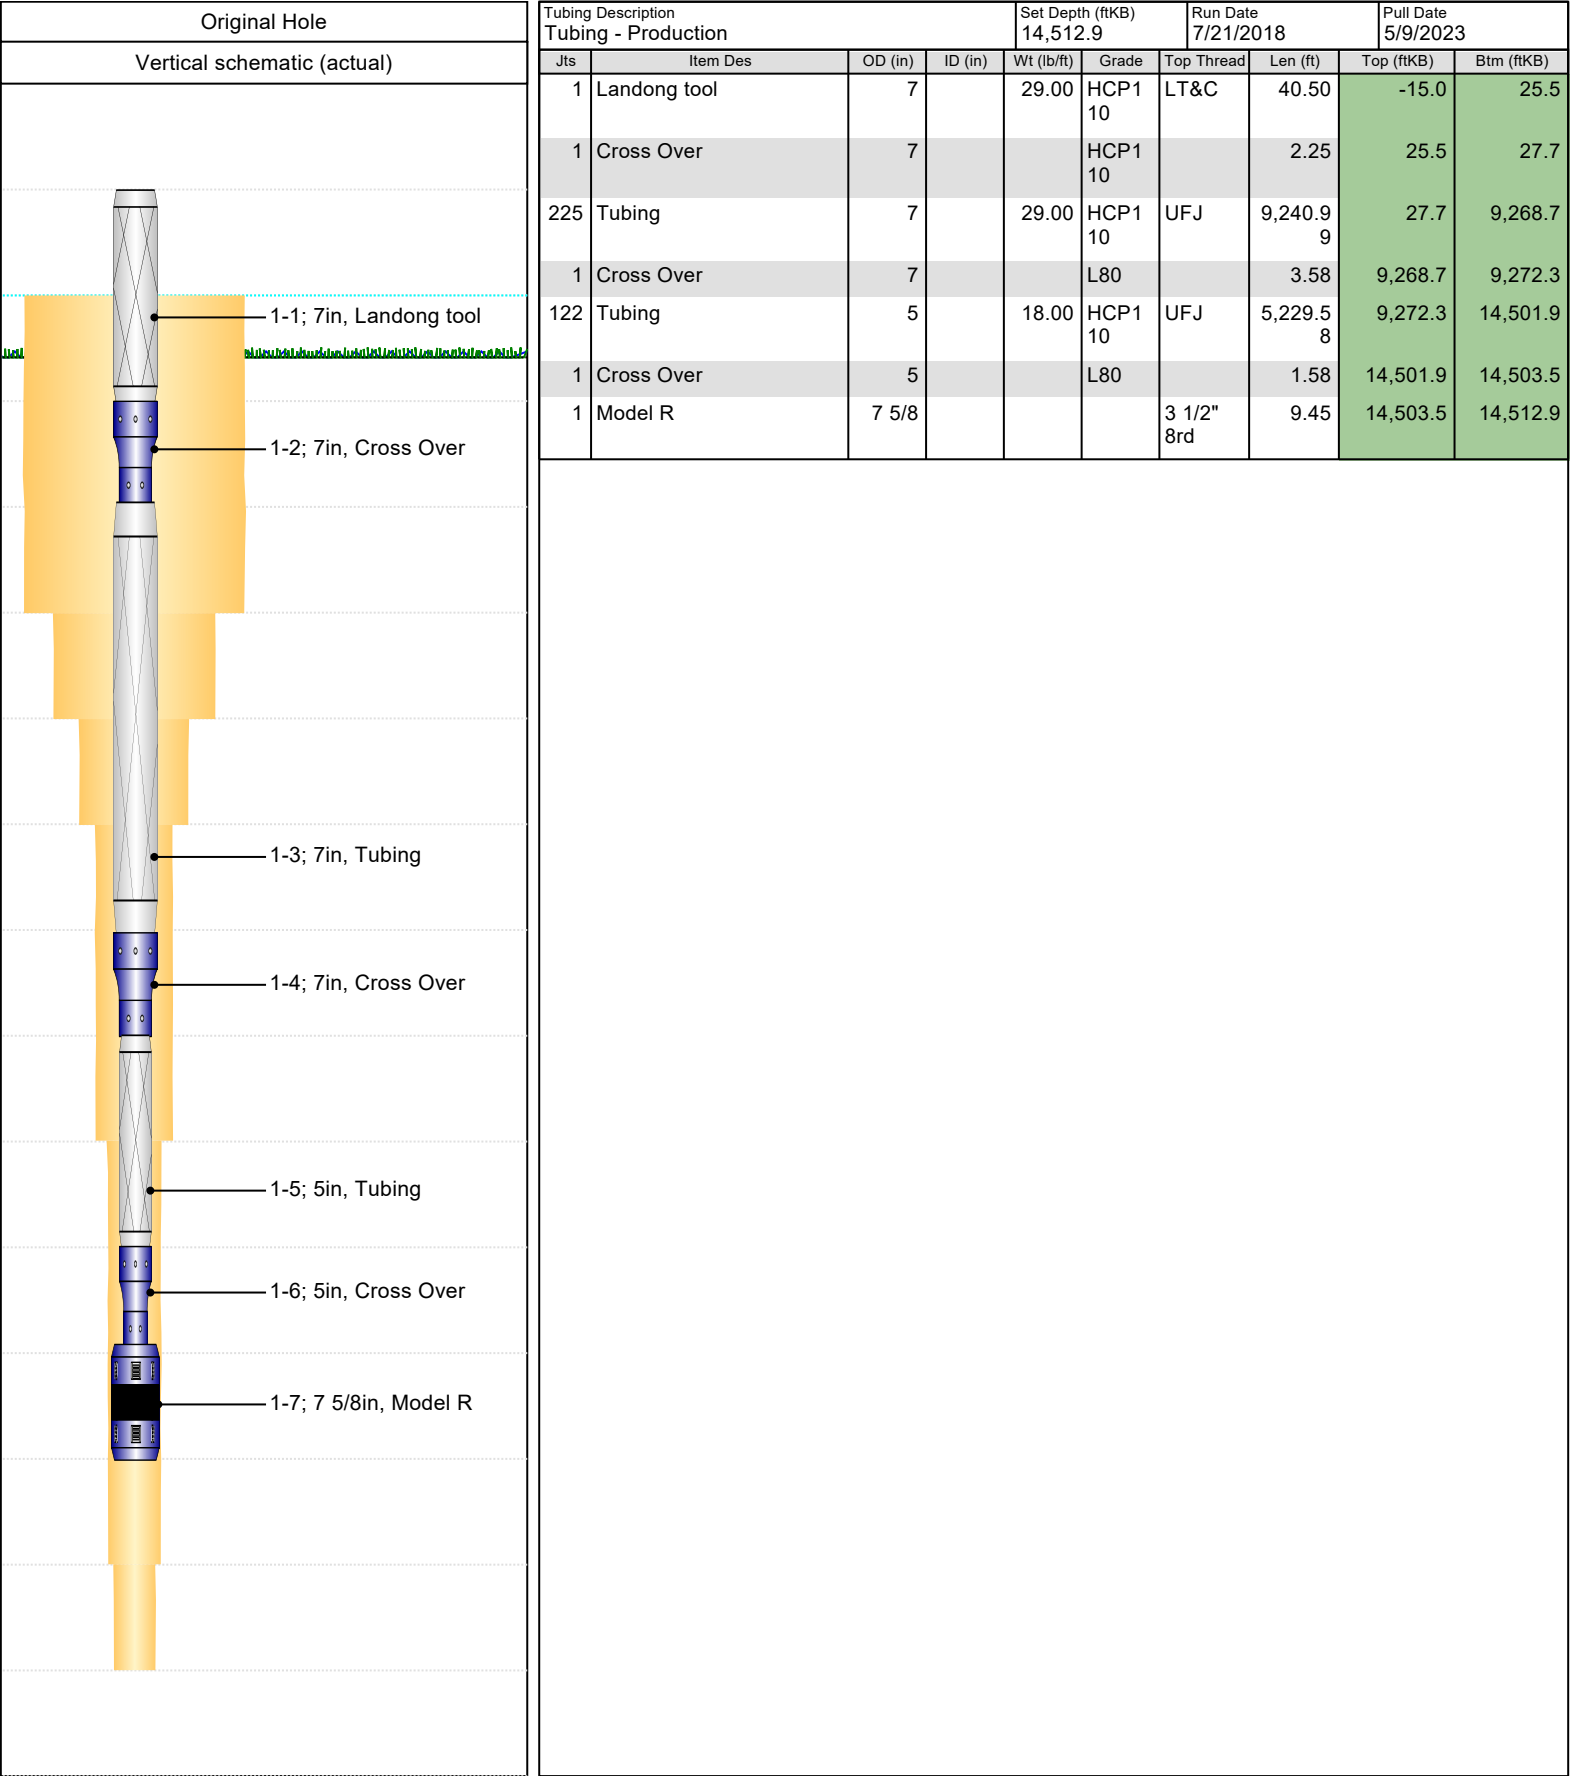 Original Hole
Vertical schematic (actual)
1-1; 7in, Landong tool
1-2; 7in, Cross Over
1-3; 7in, Tubing
1-4; 7in, Cross Over
1-5; 5in, Tubing
1-6; 5in, Cross Over
1-7; 7 5/8in, Model R
Tubing Description Set Depth (ftKB) Run Date Pull Date
Tubing - Production 14,512.9 7/21/2018 5/9/2023
Jts Item Des OD (in) ID (in) Wt (lb/ft) Grade Top Thread Len (ft) Top (ftKB) Btm (ftKB)
1 Landong tool 7 29.00 HCP1 LT&C 40.50 -15.0 25.5
10
1 Cross Over 7 HCP1 2.25 25.5 27.7
10
225 Tubing 7 29.00 HCP1 UFJ 9,240.9 27.7 9,268.7
10 9
1 Cross Over 7 L80 3.58 9,268.7 9,272.3
122 Tubing 5 18.00 HCP1 UFJ 5,229.5 9,272.3 14,501.9
10 8
1 Cross Over 5 L80 1.58 14,501.9 14,503.5
1 Model R 7 5/8 3 1/2" 9.45 14,503.5 14,512.9
8rd